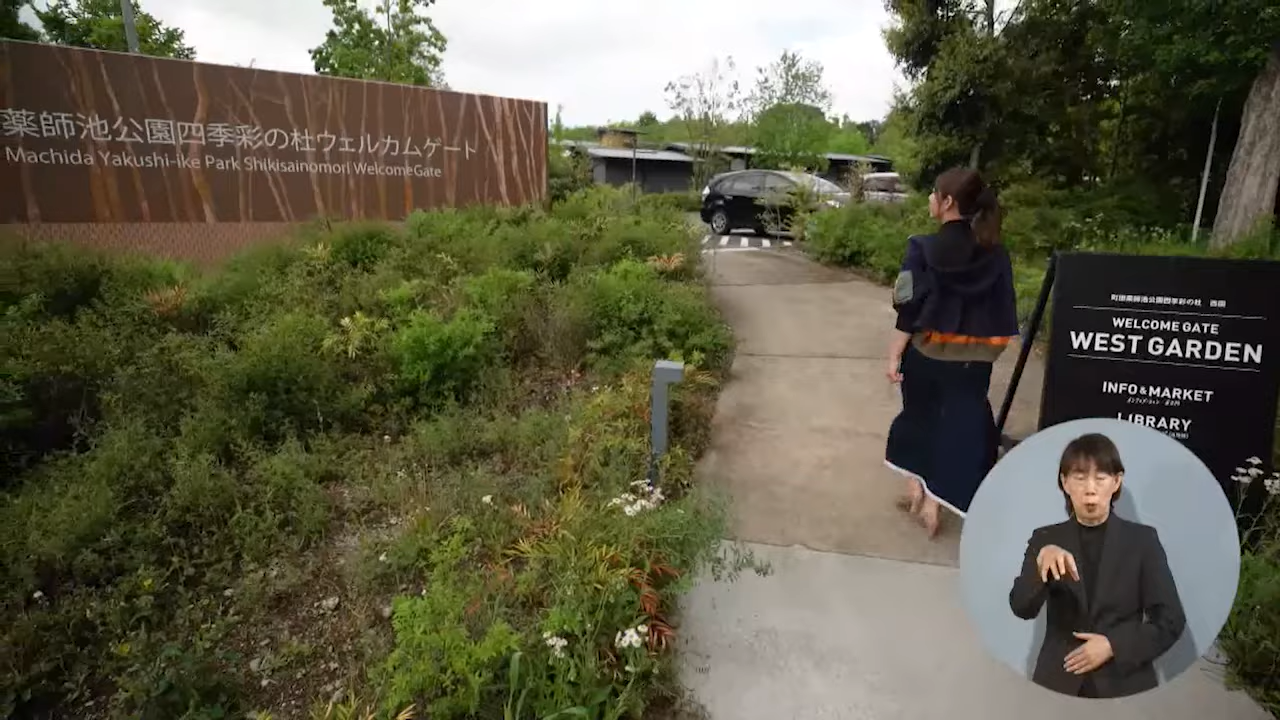 薬師池公園四季彩の杜ウェルカムゲート
Machida Yakushi-ike Park Shikisainomori WelcomeGate
町田薬師池公園四季彩の杜 西園
WELCOME GATE
WEST GARDEN
INFO & MARKET
LIBRARY